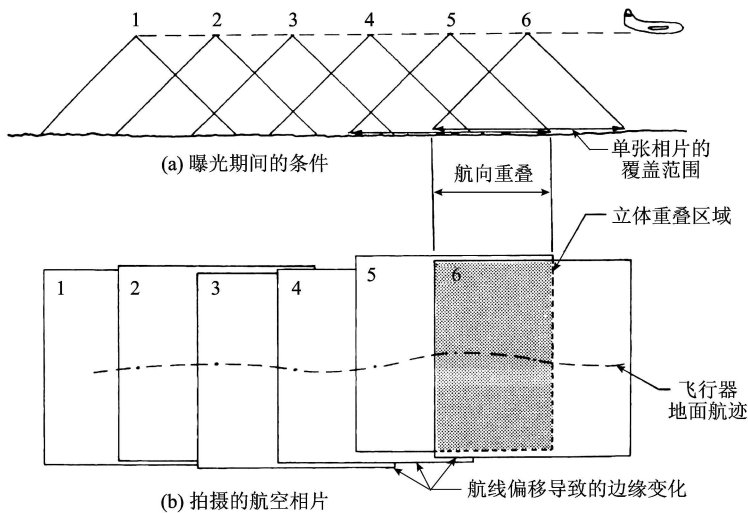 1 2 3 4 5 6
单张相片的
覆盖范围
(a) 曝光期间的条件
航向重叠
立体重叠区域
1 2 3 4 5 6
飞行器
地面航迹
航线偏移导致的边缘变化
(b) 拍摄的航空相片